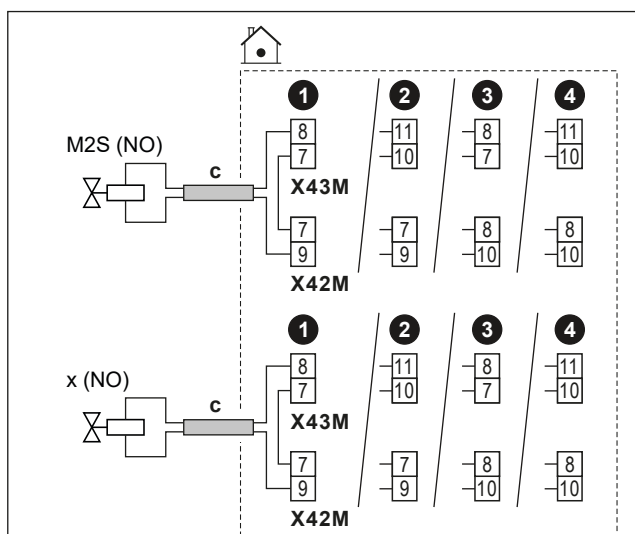 1 2 3 4
M2S (NO)
c
8 11 8 11
7 10 7 10
X43M
7 7 8 8
9 9 10 10
X42M
1 2 3 4
x (NO)
c
8 11 8 11
7 10 7 10
X43M
7 7 8 8
9 9 10 10
X42M